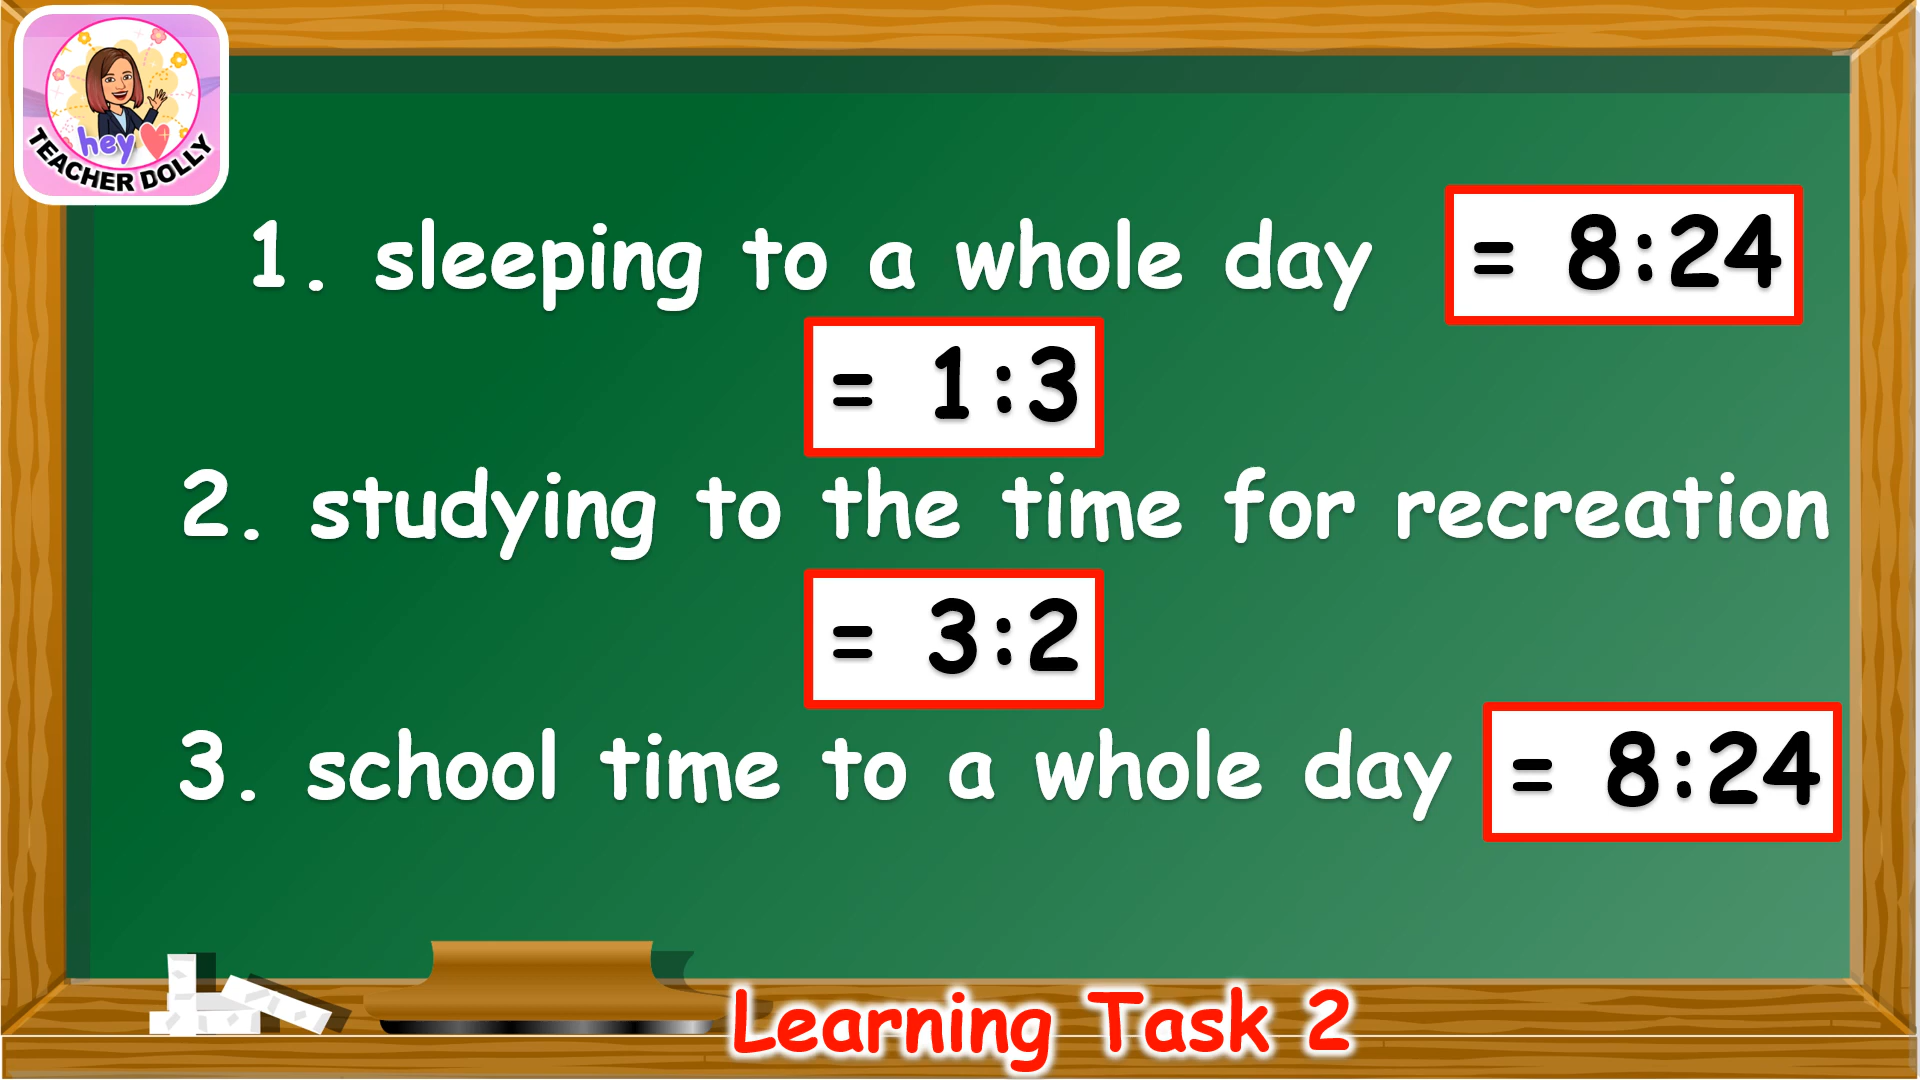 hey
TEACHER DOLLY
1. sleeping to a whole day = 8:24
= 1:3
2. studying to the time for recreation
= 3:2
3. school time to a whole day = 8:24
Learning Task 2